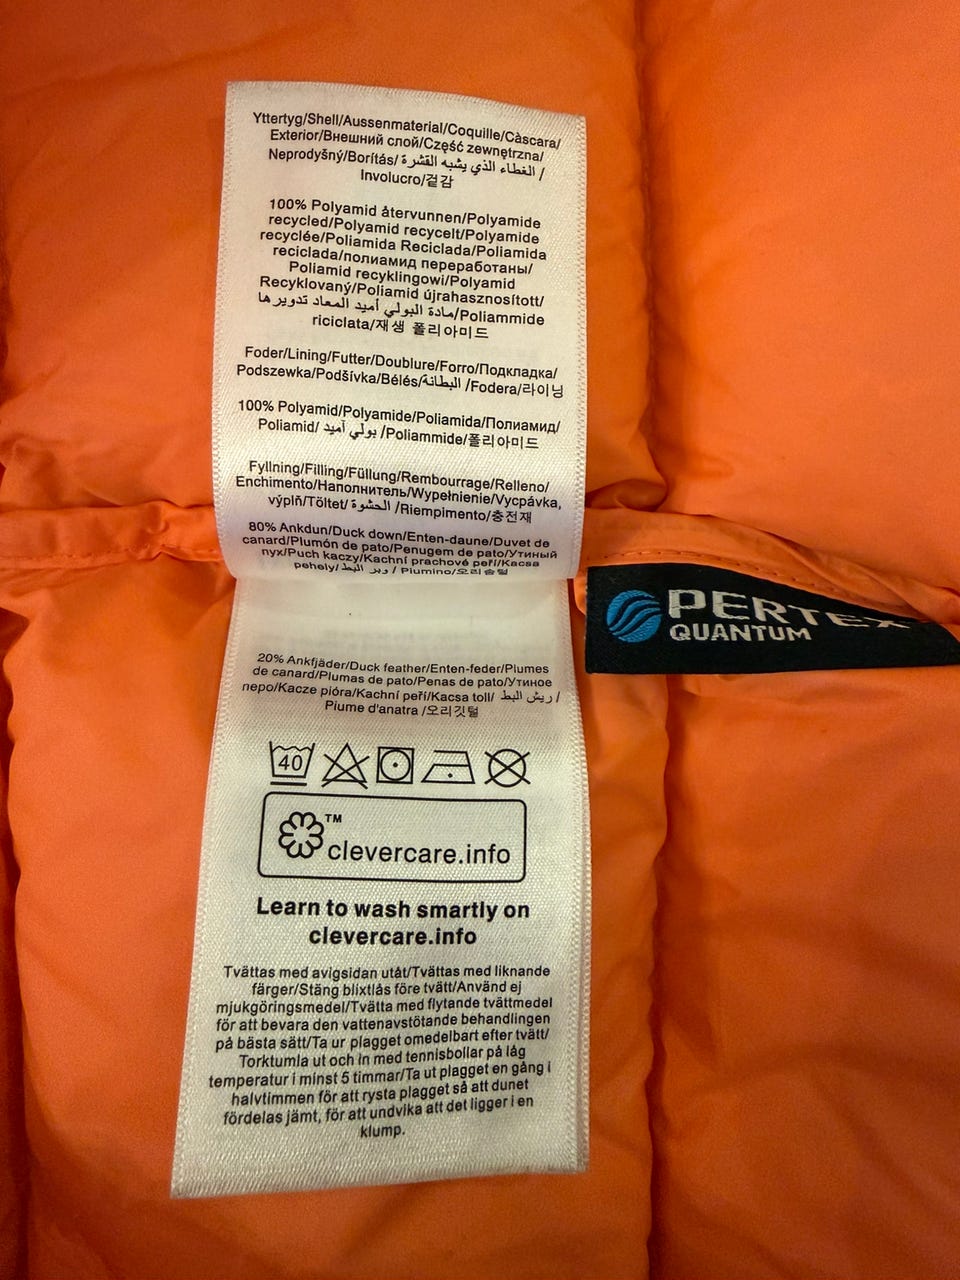 Yttertyg/Shell/Aussenmaterial/Coquille/Càscara/
Exterior/Внешний слой/Część zewnętrzna/
Neprodyšný/Borítás/ الغطاء الذي يشبه القشرة /
Involucro/겉감
100% Polyamid återvunnen/Polyamide
recycled/Polyamid recycelt/Polyamide
recyclée/Poliamida Reciclada/Poliamida
reciclada/полиамид переработаны/
Poliamid recyklingowi/Polyamid
Recyklovaný/Poliamid újrahasznosított/
مادة البولي أميد المعاد تدويرها/Poliammide
riciclata/재생 폴리아미드
Foder/Lining/Futter/Doublure/Forro/Подкладка/
Podszewka/Podšívka/Bélés/البطانة /Fodera/라이닝
100% Polyamid/Polyamide/Poliamida/Полиамид/
Poliamid/ بولي أميد /Poliammide/폴리아미드
Fyllning/Filling/Füllung/Rembourrage/Relleno/
Enchimento/Наполнитель/Wypełnienie/Vycpávka,
výplň/Töltet/ الحشوة /Riempimento/충전재
80% Ankdun/Duck down/Enten-daune/Duvet de
canard/Plumón de pato/Penugem de pato/Утиный
пух/Puch kaczy/Kachní prachové peří/Kacsa
pehely/ وبر البط / Piumino/오리솜털
PERTEX
QUANTUM
20% Ankfjäder/Duck feather/Enten-feder/Plumes
de canard/Plumas de pato/Penas de pato/Утиное
перо/Kacze pióra/Kachní peří/Kacsa toll/ ريش البط /
Piume d'anatra /오리깃털
40
TM
clevercare.info
Learn to wash smartly on
clevercare.info
Tvättas med avigsidan utåt/Tvättas med liknande
färger/Stäng blixtlås före tvätt/Använd ej
mjukgöringsmedel/Tvätta med flytande tvättmedel
för att bevara den vattenavstötande behandlingen
på bästa sätt/Ta ur plagget omedelbart efter tvätt/
Torktumla ut och in med tennisbollar på låg
temperatur i minst 5 timmar/Ta ut plagget en gång i
halvtimmen för att rysta plagget så att dunet
fördelas jämt, för att undvika att det ligger i en
klump.